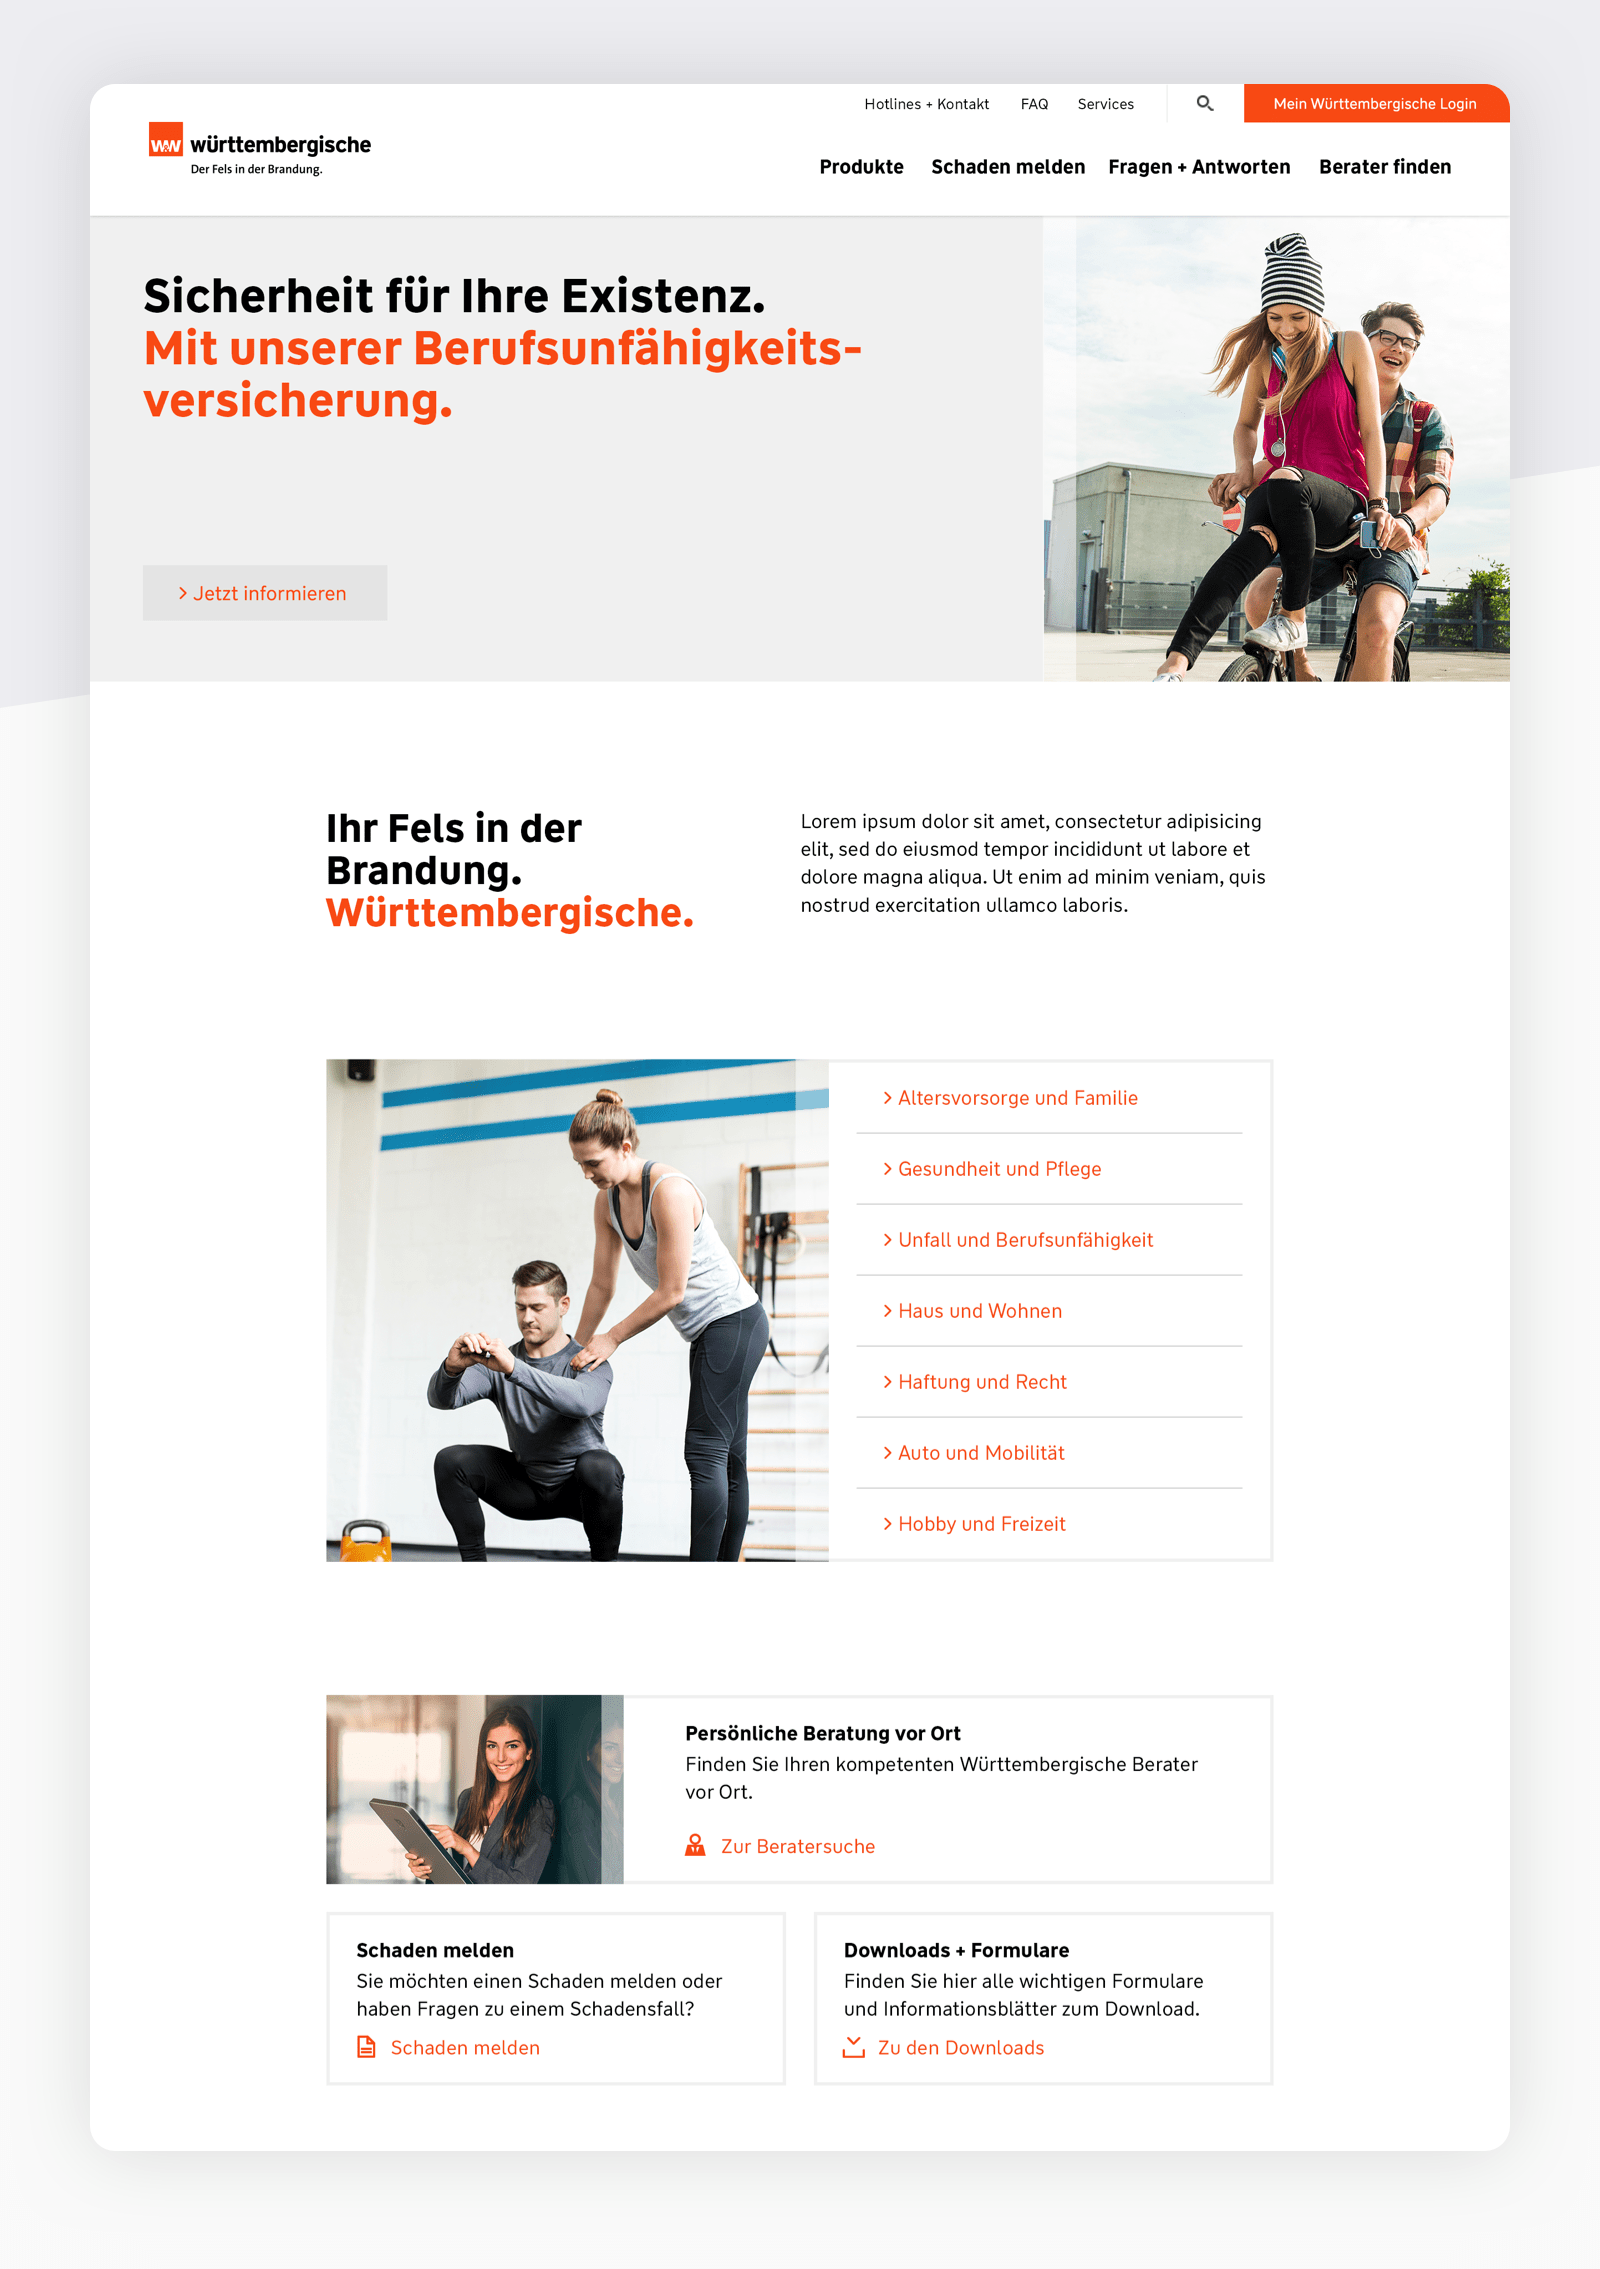 Hotlines + Kontakt FAQ Services Mein Württembergische Login
W&W württembergische
Der Fels in der Brandung.
Produkte Schaden melden Fragen + Antworten Berater finden
Sicherheit für Ihre Existenz.
Mit unserer Berufsunfähigkeits-
versicherung.
> Jetzt informieren
Ihr Fels in der
Brandung.
Württembergische.
Lorem ipsum dolor sit amet, consectetur adipisicing
elit, sed do eiusmod tempor incididunt ut labore et
dolore magna aliqua. Ut enim ad minim veniam, quis
nostrud exercitation ullamco laboris.
> Altersvorsorge und Familie
> Gesundheit und Pflege
> Unfall und Berufsunfähigkeit
> Haus und Wohnen
> Haftung und Recht
> Auto und Mobilität
> Hobby und Freizeit
Persönliche Beratung vor Ort
Finden Sie Ihren kompetenten Württembergische Berater
vor Ort.
Zur Beratersuche
Schaden melden
Sie möchten einen Schaden melden oder
haben Fragen zu einem Schadensfall?
Schaden melden
Downloads + Formulare
Finden Sie hier alle wichtigen Formulare
und Informationsblätter zum Download.
Zu den Downloads